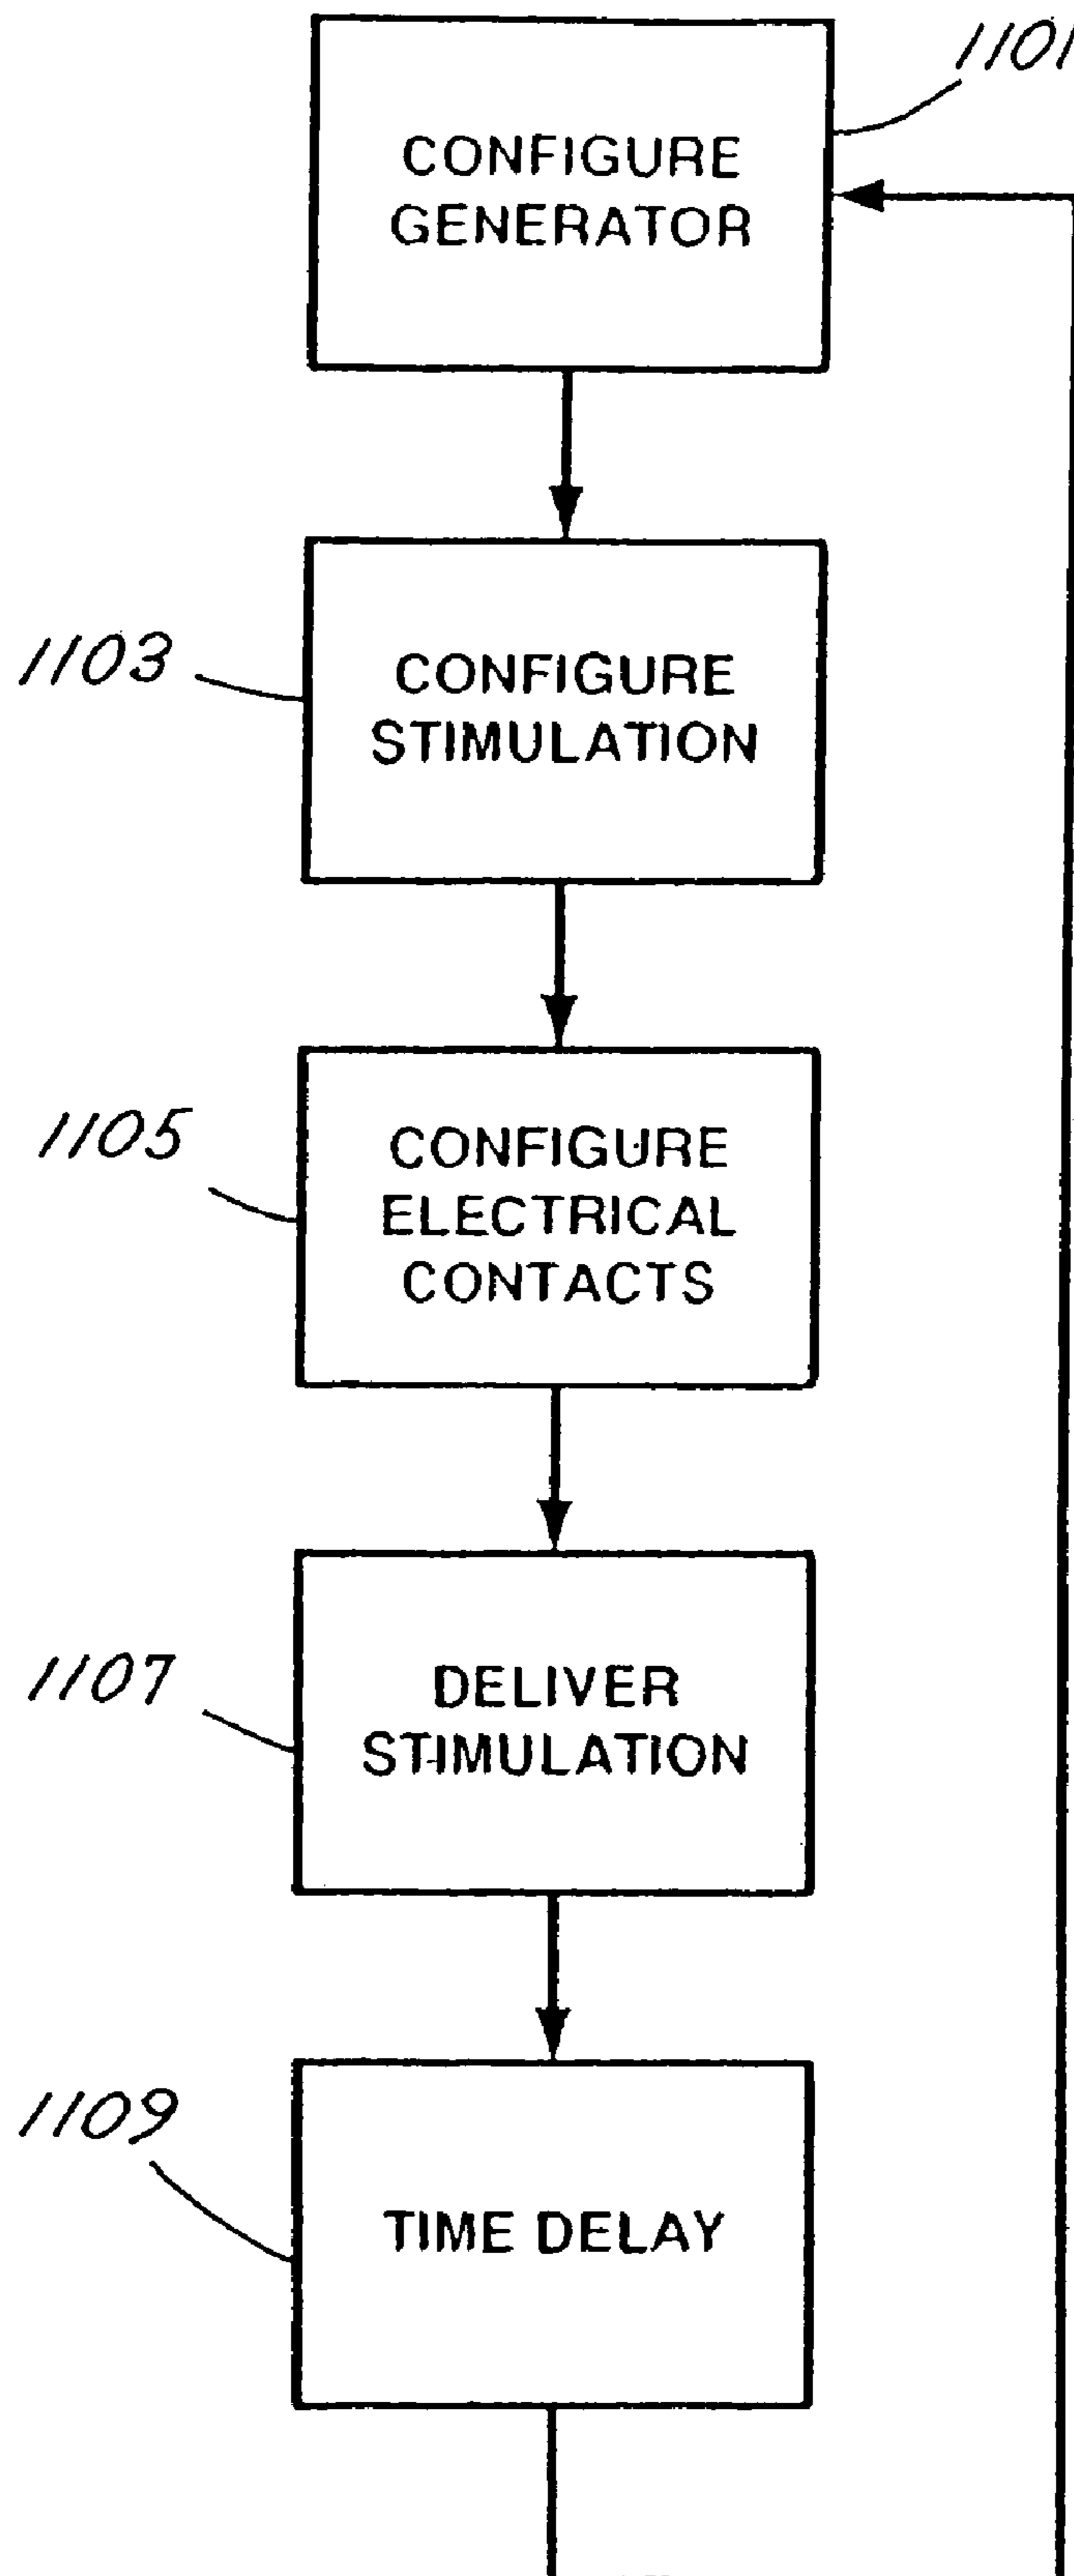 1101
CONFIGURE
GENERATOR
1103
CONFIGURE
STIMULATION
1105
CONFIGURE
ELECTRICAL
CONTACTS
1107
DELIVER
STIMULATION
1109
TIME DELAY